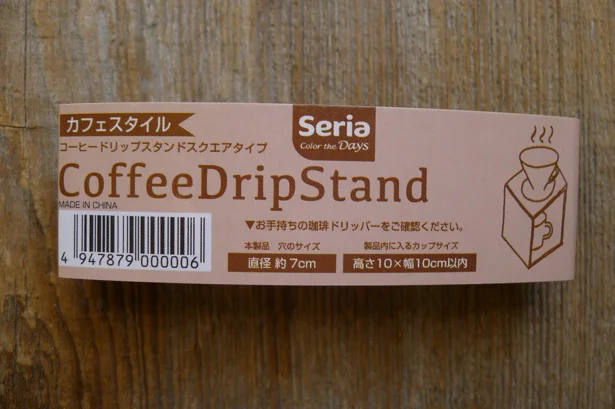 カフェスタイル
Seria
Color the Days
コーヒードリップスタンドスクエアタイプ
CoffeeDripStand
MADE IN CHINA
▼お手持ちの珈琲ドリッパーをご確認ください。
本製品 穴のサイズ
製品内に入るカップサイズ
直径 約7cm
高さ10×幅10cm以内
4 947879 000006